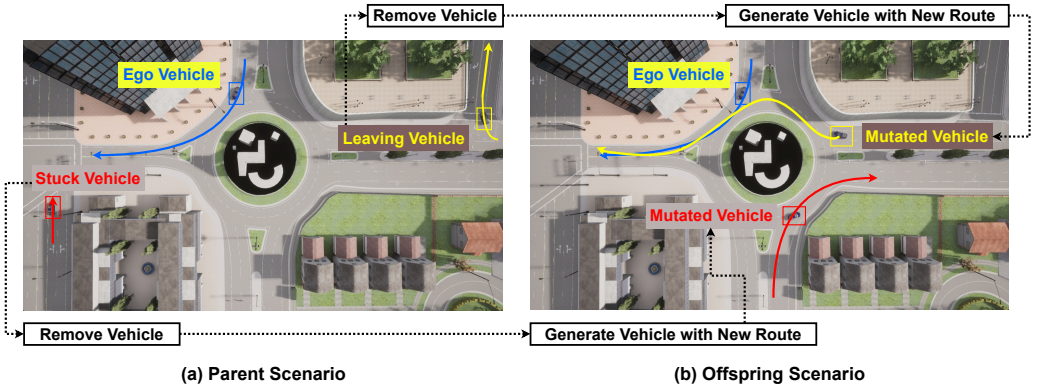 Remove Vehicle
Generate Vehicle with New Route
Ego Vehicle
Leaving Vehicle
Stuck Vehicle
Remove Vehicle
(a) Parent Scenario
Ego Vehicle
Mutated Vehicle
Mutated Vehicle
Generate Vehicle with New Route
(b) Offspring Scenario